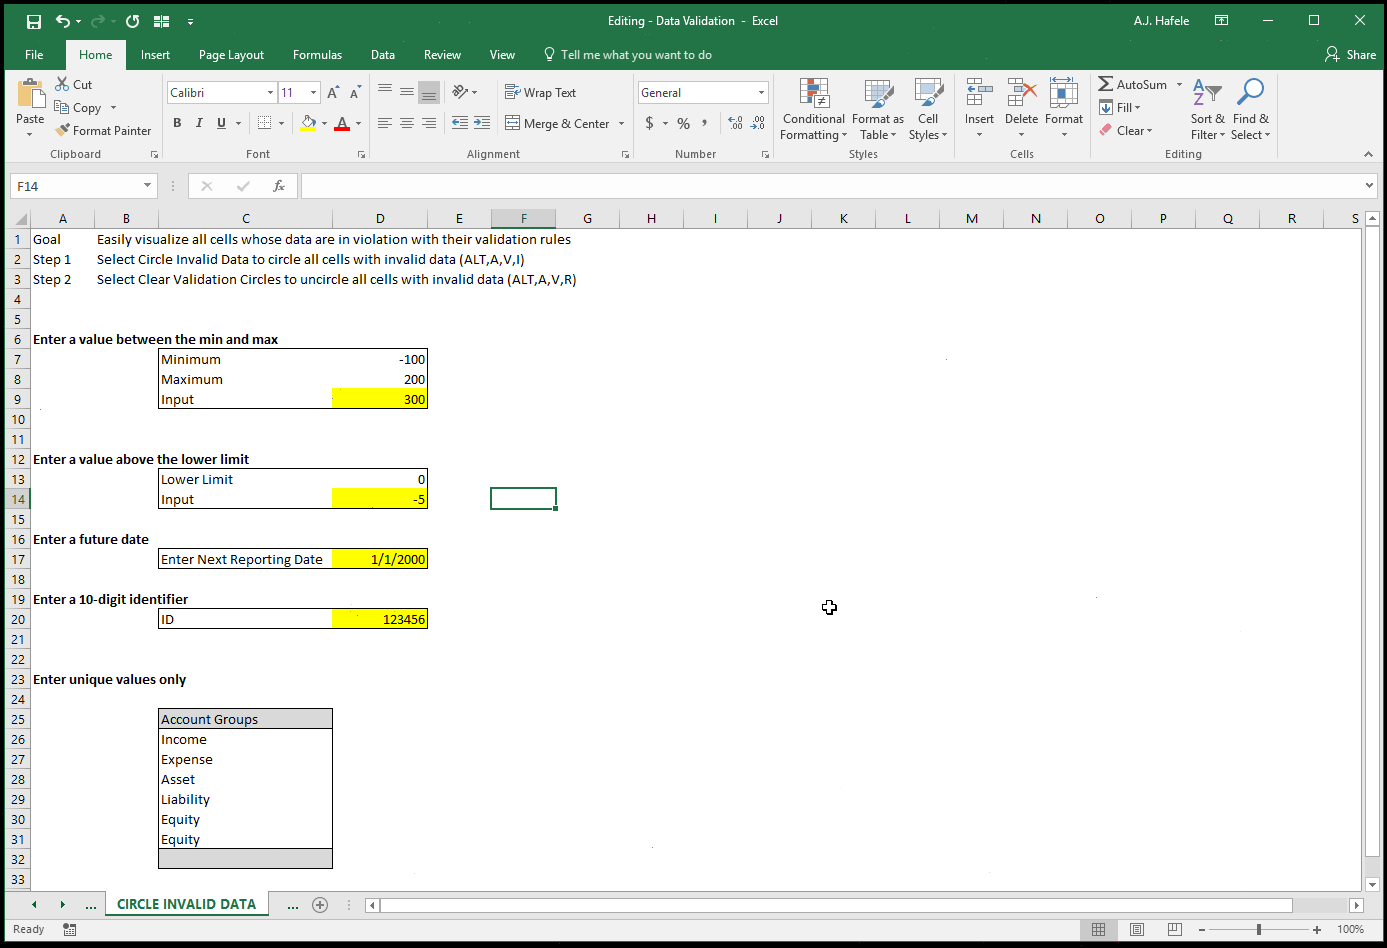 Editing - Data Validation - Excel
A.J. Hafele
File Home Insert Page Layout Formulas Data Review View Tell me what you want to do Share
Paste
Cut
Copy
Format Painter
Clipboard
Calibri 11 A A
B I U A
Font
Wrap Text
Merge & Center
Alignment
General
$ % , .00 .00
Number
Conditional Formatting
Format as Table
Cell Styles
Styles
Insert
Delete
Format
Cells
AutoSum
Fill
Clear
Sort & Filter
Find & Select
Editing
F14 fx
A B C D E F G H I J K L M N O P Q R S
1 Goal Easily visualize all cells whose data are in violation with their validation rules
2 Step 1 Select Circle Invalid Data to circle all cells with invalid data (ALT,A,V,I)
3 Step 2 Select Clear Validation Circles to uncircle all cells with invalid data (ALT,A,V,R)
4
5
6 Enter a value between the min and max
7 Minimum -100
8 Maximum 200
9 Input 300
10
11
12 Enter a value above the lower limit
13 Lower Limit 0
14 Input -5
15
16 Enter a future date
17 Enter Next Reporting Date 1/1/2000
18
19 Enter a 10-digit identifier
20 ID 123456
21
22
23 Enter unique values only
24
25 Account Groups
26 Income
27 Expense
28 Asset
29 Liability
30 Equity
31 Equity
32
33
... CIRCLE INVALID DATA ...
Ready 100%